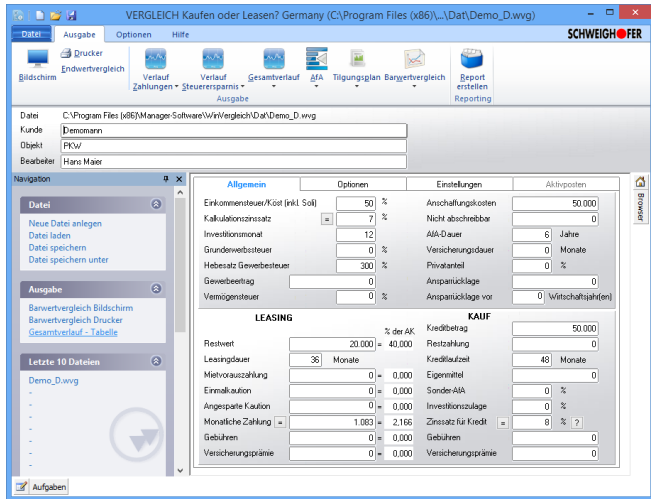 VERGLEICH Kaufen oder Leasen? Germany (C:\Program Files (x86)\...\Dat\Demo_D.wvg)
Datei Ausgabe Optionen Hilfe SCHWEIGHOFER
Bildschirm
Drucker
Endwertvergleich
Verlauf Zahlungen
Verlauf Steuerersparnis
Gesamtverlauf
AfA
Tilgungsplan
Barwertvergleich
Report erstellen
Ausgabe Reporting
Datei C:\Program Files (x86)\Manager-Software\WinVergleich\Dat\Demo_D.wvg
Kunde Demomann
Objekt PKW
Bearbeiter Hans Maier
Navigation
Datei
Neue Datei anlegen
Datei laden
Datei speichern
Datei speichern unter
Ausgabe
Barwertvergleich Bildschirm
Barwertvergleich Drucker
Gesamtverlauf - Tabelle
Letzte 10 Dateien
Demo_D.wvg
-
-
-
-
-
-
Allgemein Optionen Einstellungen Aktivposten
Einkommensteuer/Köst (inkl. Soli) 50 % Anschaffungskosten 50.000
Kalkulationszinssatz = 7 % Nicht abschreibbar 0
Investitionsmonat 12 AfA-Dauer 6 Jahre
Grunderwerbssteuer 0 % Versicherungsdauer 0 Monate
Hebesatz Gewerbesteuer 300 % Privatanteil 0 %
Gewerbeertrag 0 Ansparrücklage 0
Vermögensteuer 0 % Ansparrücklage vor 0 Wirtschaftsjahr(en)
LEASING KAUF
% der AK Kreditbetrag 50.000
Restwert 20.000 = 40,000 Restzahlung 0
Leasingdauer 36 Monate Kreditlaufzeit 48 Monate
Mietvorauszahlung 0 = 0,000 Eigenmittel 0
Einmalkaution 0 = 0,000 Sonder-AfA 0 %
Angesparte Kaution 0 = 0,000 Investitionszulage 0 %
Monatliche Zahlung = 1.083 = 2,166 Zinssatz für Kredit = 8 % ?
Gebühren 0 = 0,000 Gebühren 0
Versicherungsprämie 0 = 0,000 Versicherungsprämie 0
Browser
Aufgaben